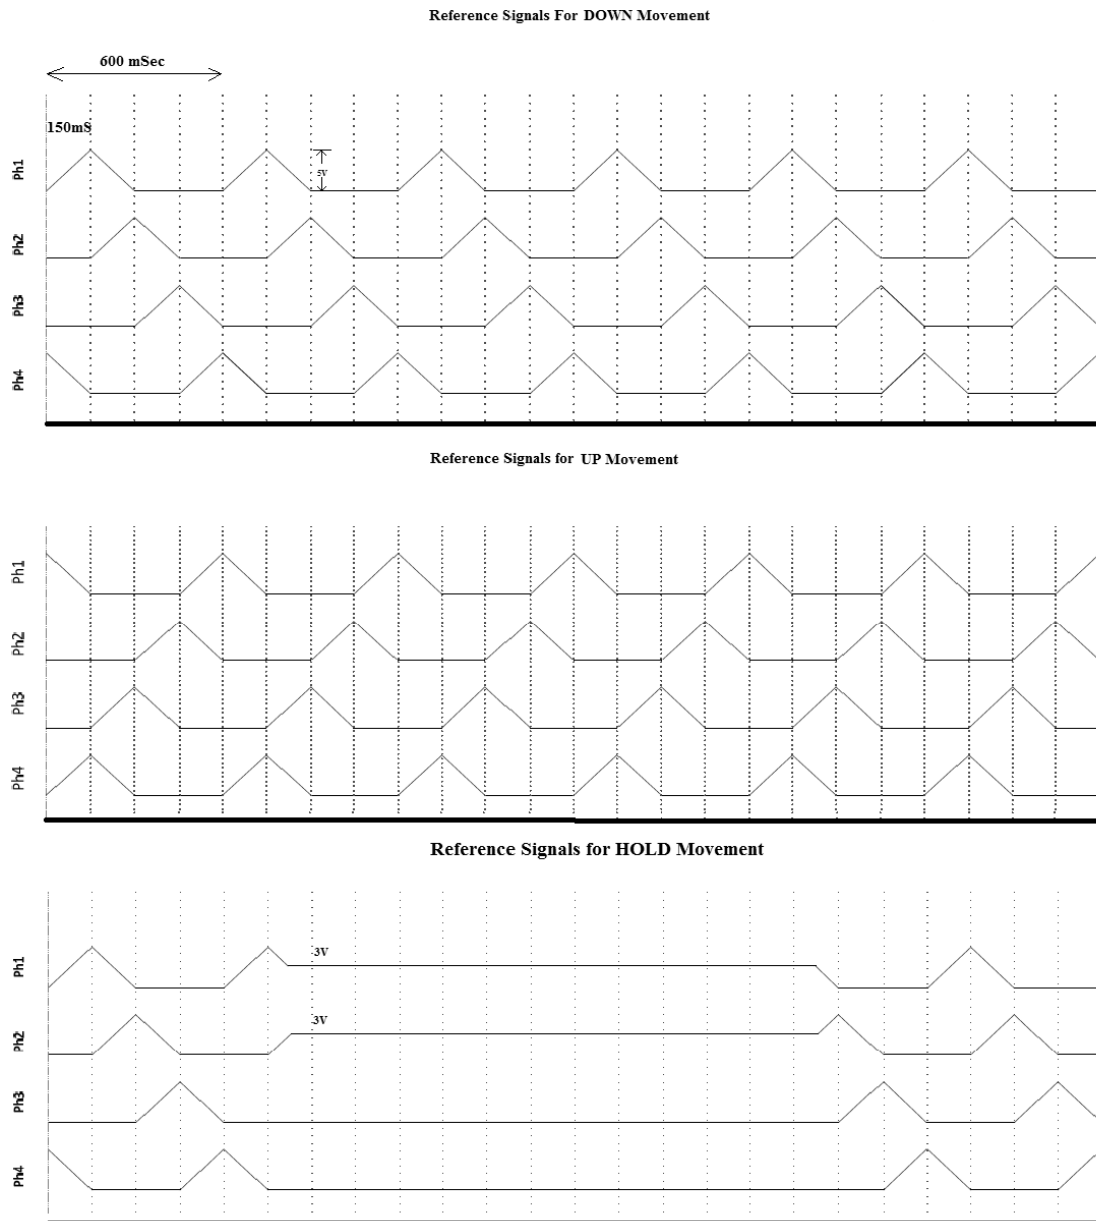 Reference Signals For DOWN Movement
600 mSec
150mS
Ph1
5V
Ph2
Ph3
Ph4
Reference Signals for UP Movement
Ph1
Ph2
Ph3
Ph4
Reference Signals for HOLD Movement
3V
Ph1
3V
Ph2
Ph3
Ph4